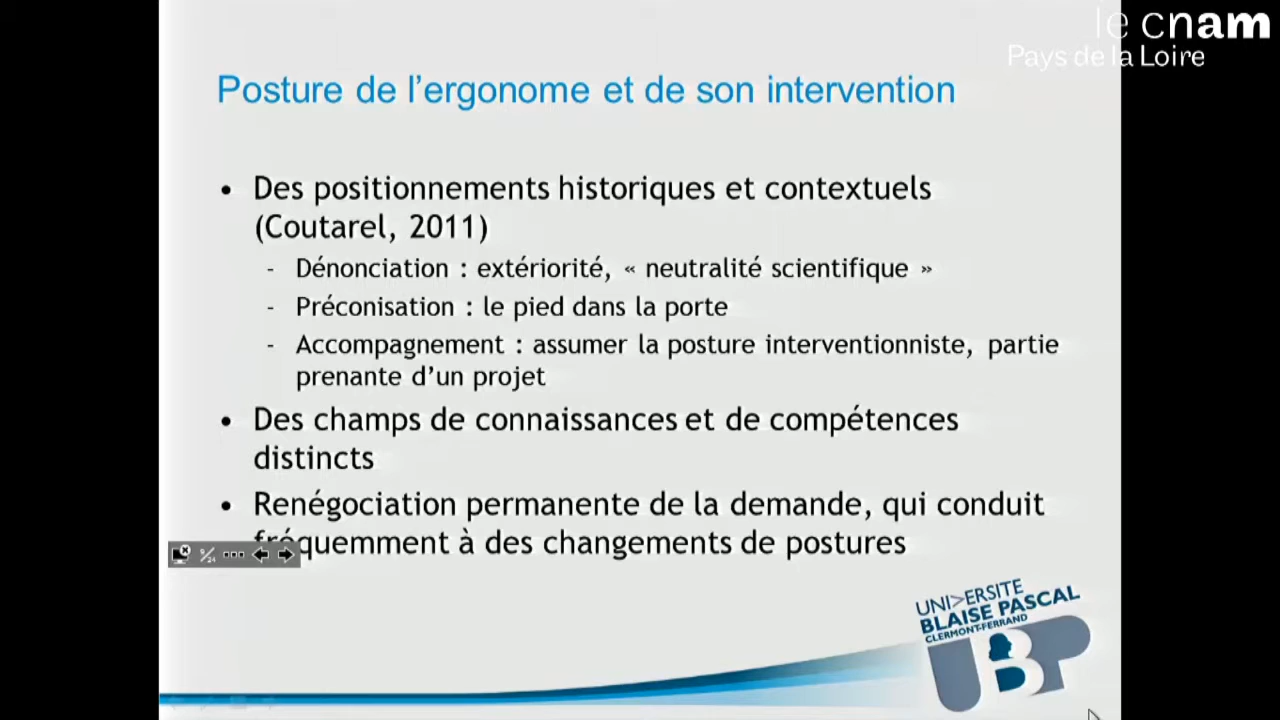 le cnam
Pays de la Loire
Posture de l’ergonome et de son intervention
• Des positionnements historiques et contextuels
(Coutarel, 2011)
- Dénonciation : extériorité, « neutralité scientifique »
- Préconisation : le pied dans la porte
- Accompagnement : assumer la posture interventionniste, partie
prenante d’un projet
• Des champs de connaissances et de compétences
distincts
• Renégociation permanente de la demande, qui conduit
fréquemment à des changements de postures
UNI>ERSITE
BLAISE PASCAL
CLERMONT-FERRAND
UBP